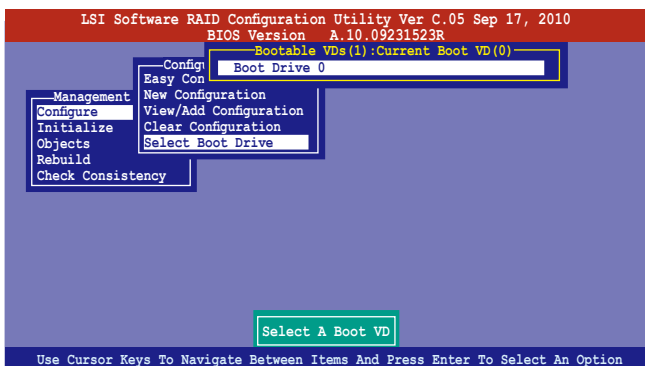 LSI Software RAID Configuration Utility Ver C.05 Sep 17, 2010
BIOS Version A.10.09231523R
Bootable VDs(1):Current Boot VD(0)
Boot Drive 0
Config
Easy Con
New Configuration
View/Add Configuration
Clear Configuration
Select Boot Drive
Management
Configure
Initialize
Objects
Rebuild
Check Consistency
Select A Boot VD
Use Cursor Keys To Navigate Between Items And Press Enter To Select An Option